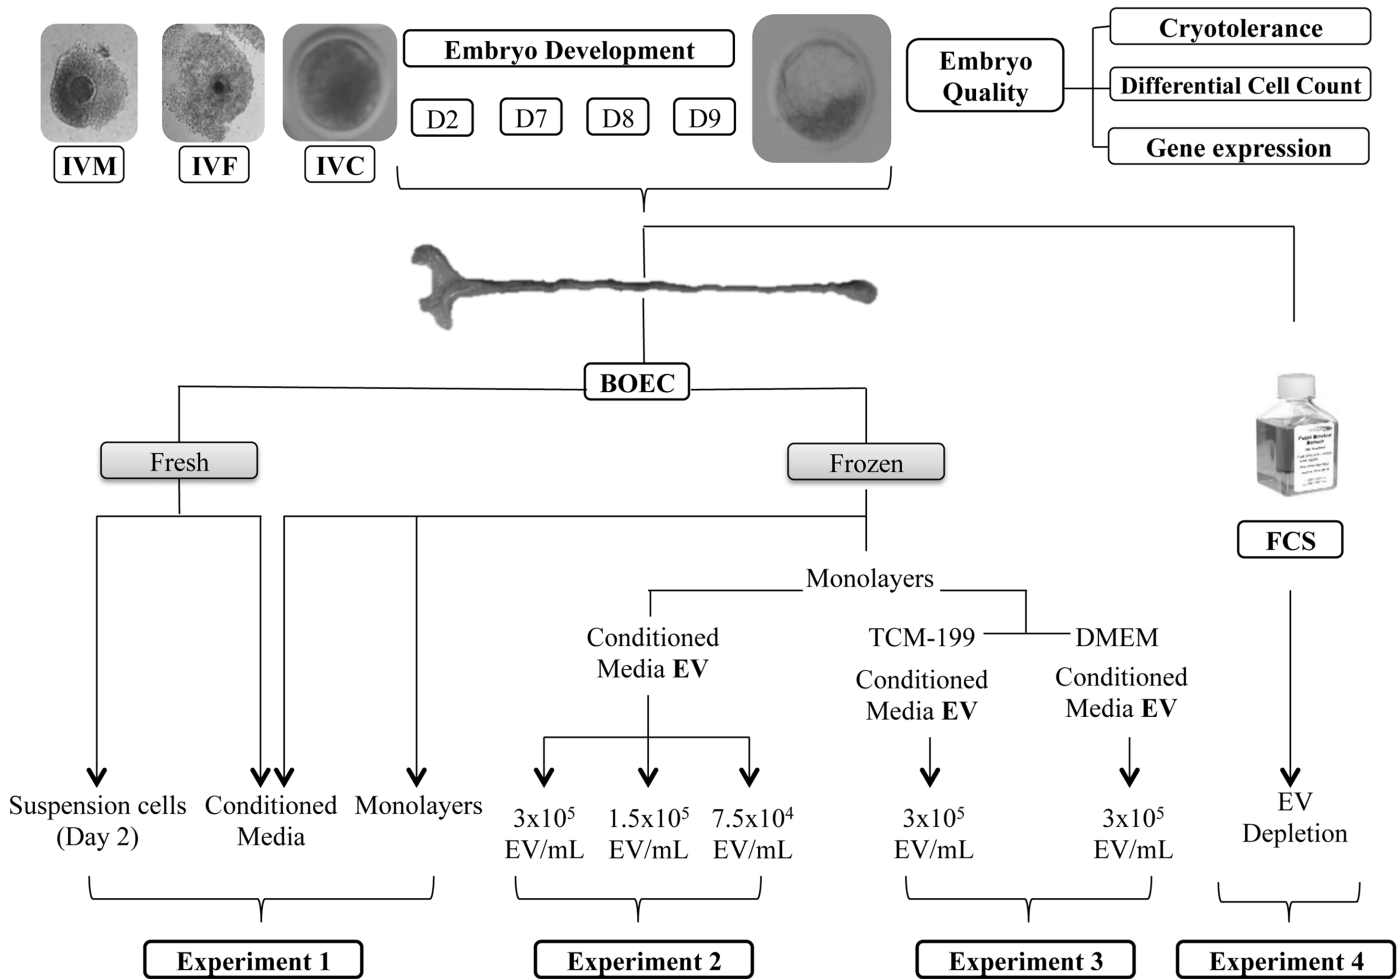 IVM
IVF
IVC
Embryo Development
D2
D7
D8
D9
Embryo
Quality
Cryotolerance
Differential Cell Count
Gene expression
BOEC
Fresh
Frozen
FCS
Monolayers
Conditioned
Media EV
TCM-199
DMEM
Conditioned
Media EV
Conditioned
Media EV
Suspension cells
(Day 2)
Conditioned
Media
Monolayers
3x10⁵
EV/mL
1.5x10⁵
EV/mL
7.5x10⁴
EV/mL
3x10⁵
EV/mL
3x10⁵
EV/mL
EV
Depletion
Experiment 1
Experiment 2
Experiment 3
Experiment 4